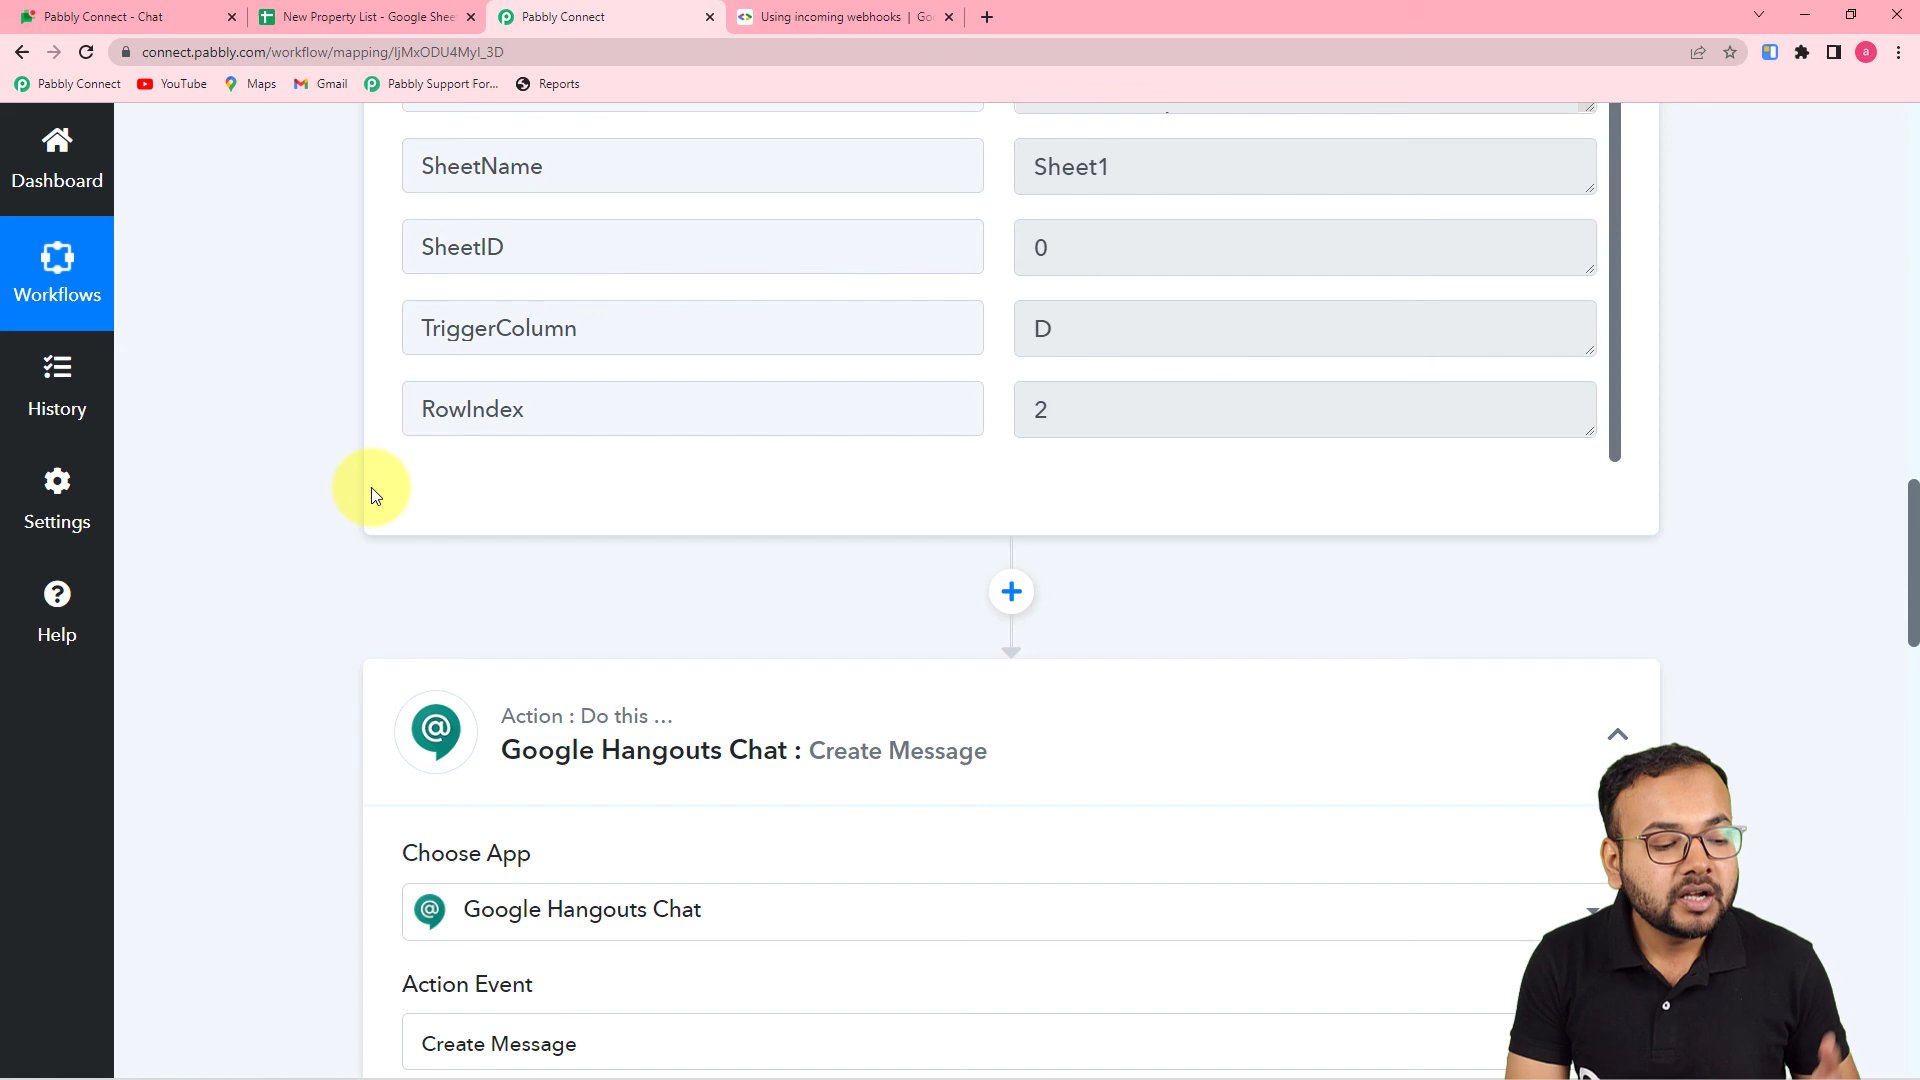 Pabbly Connect - Chat
New Property List - Google Shee
Pabbly Connect
Using incoming webhooks | Go
connect.pabbly.com/workflow/mapping/IjMxODU4MyI_3D
a
Pabbly Connect
YouTube
Maps
Gmail
Pabbly Support For...
Reports
Dashboard
Workflows
History
Settings
Help
SheetName
Sheet1
SheetID
0
TriggerColumn
D
RowIndex
2
Action : Do this ...
Google Hangouts Chat : Create Message
Choose App
Google Hangouts Chat
Action Event
Create Message